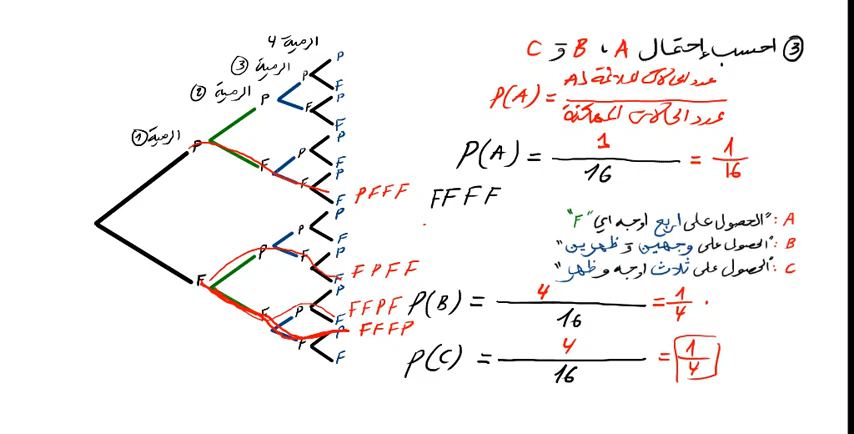 ③ احسب إحتمال A ، B و C
P(A) = عدد الحالات الملائمة لـ A / عدد الحالات الممكنة
P(A) = 1 / 16 = 1 / 16
FFFF
A : "الحصول على اربع اوجه اي "F"
B : "الحصول على وجهين و ظهرين"
C : "الحصول على ثلاث اوجه و ظهر"
P(B) = 4 / 16 = 1 / 4
P(C) = 4 / 16 = 1 / 4
الرمية 4
الرمية ③
الرمية ②
الرمية ①
P
F
P
F
P
F
P
F
P
F
P
F
P
F
P
F
P
F
P
F
P
F
P
F
P
F
P
F
P
F
PFFF
FPFF
FFPF
FFFP